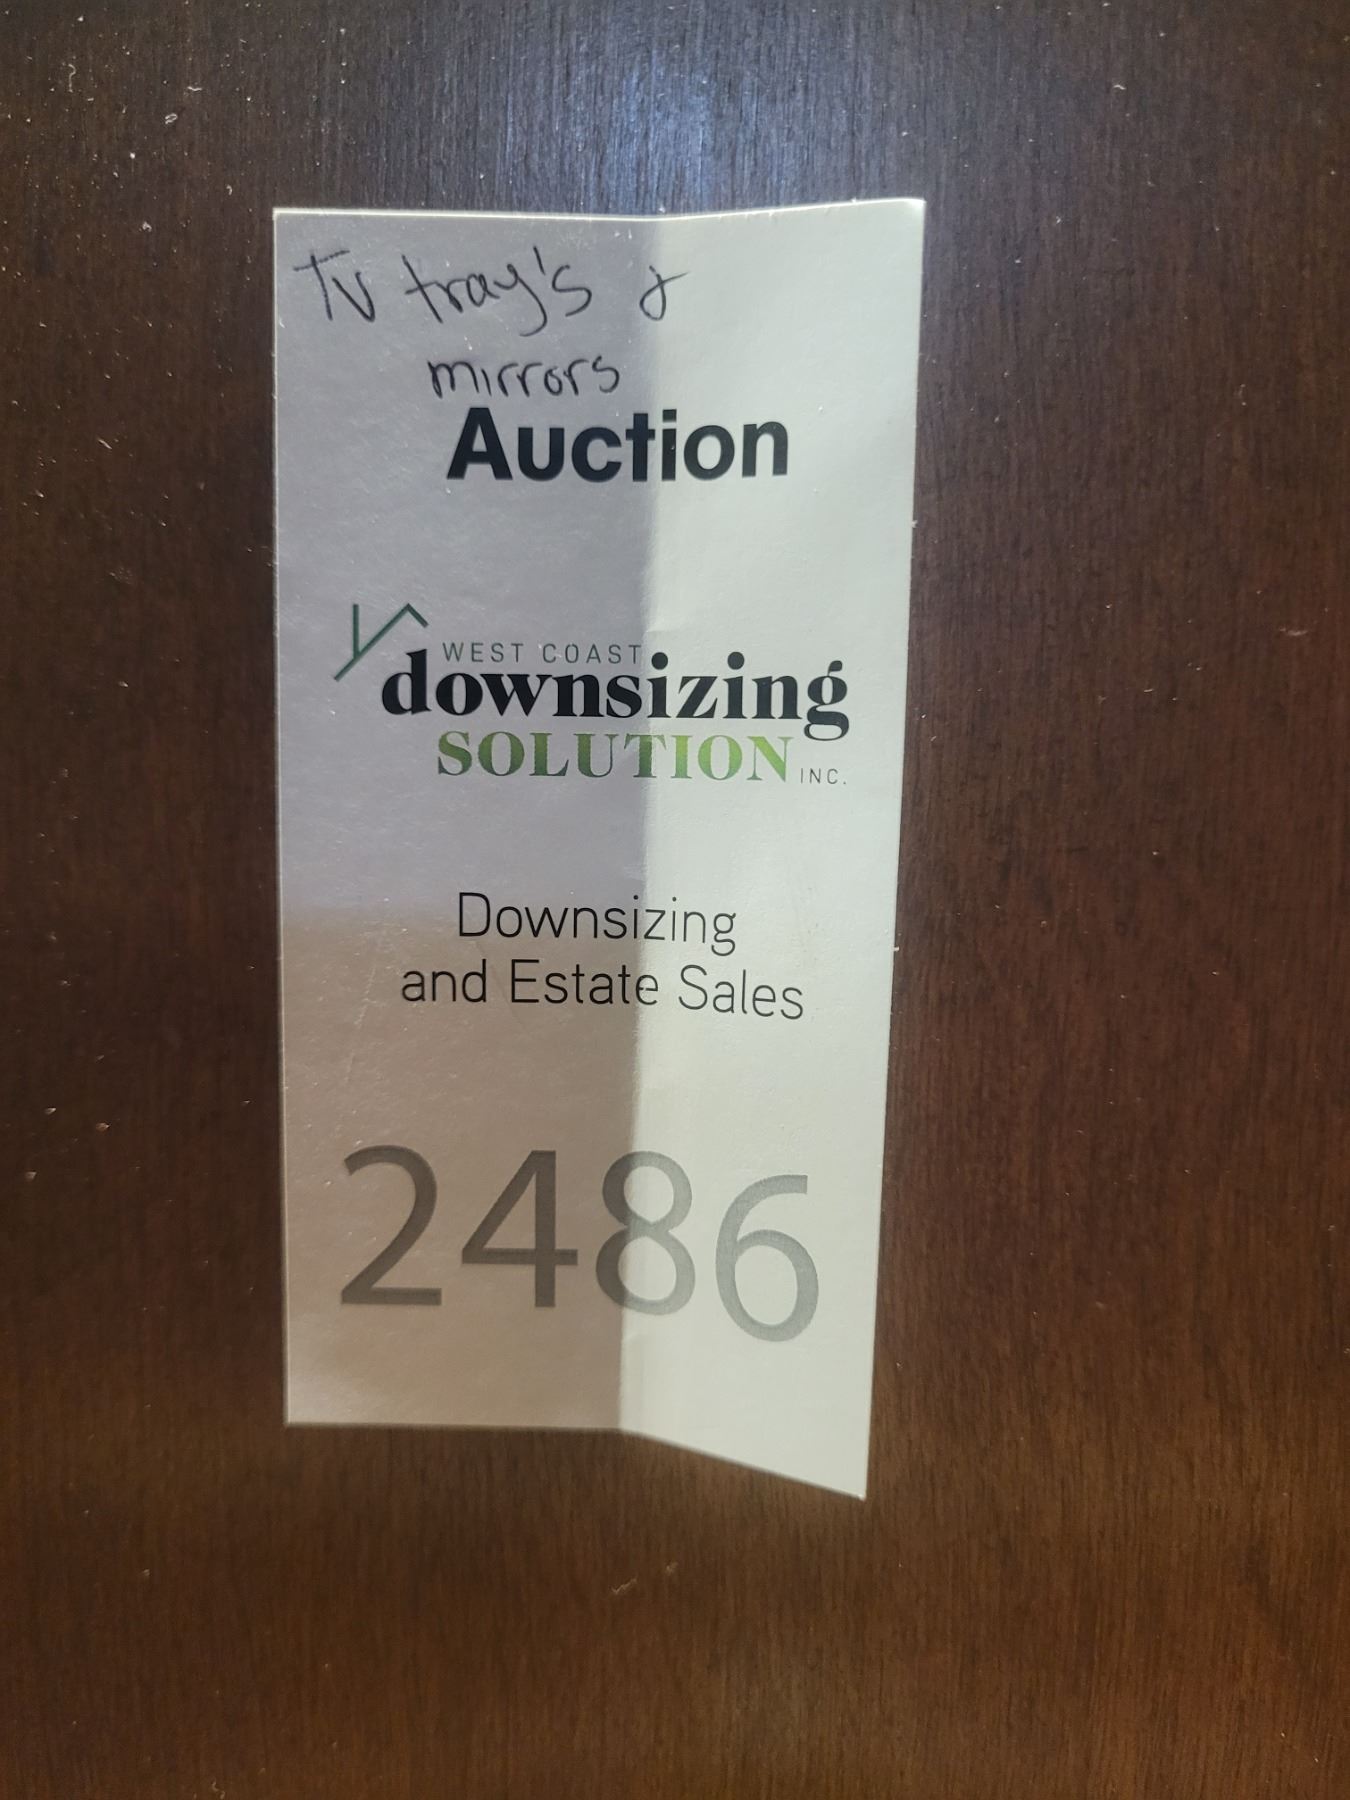 TV tray's &
mirrors
Auction
WEST COAST
downsizing
SOLUTION INC.
Downsizing
and Estate Sales
2486